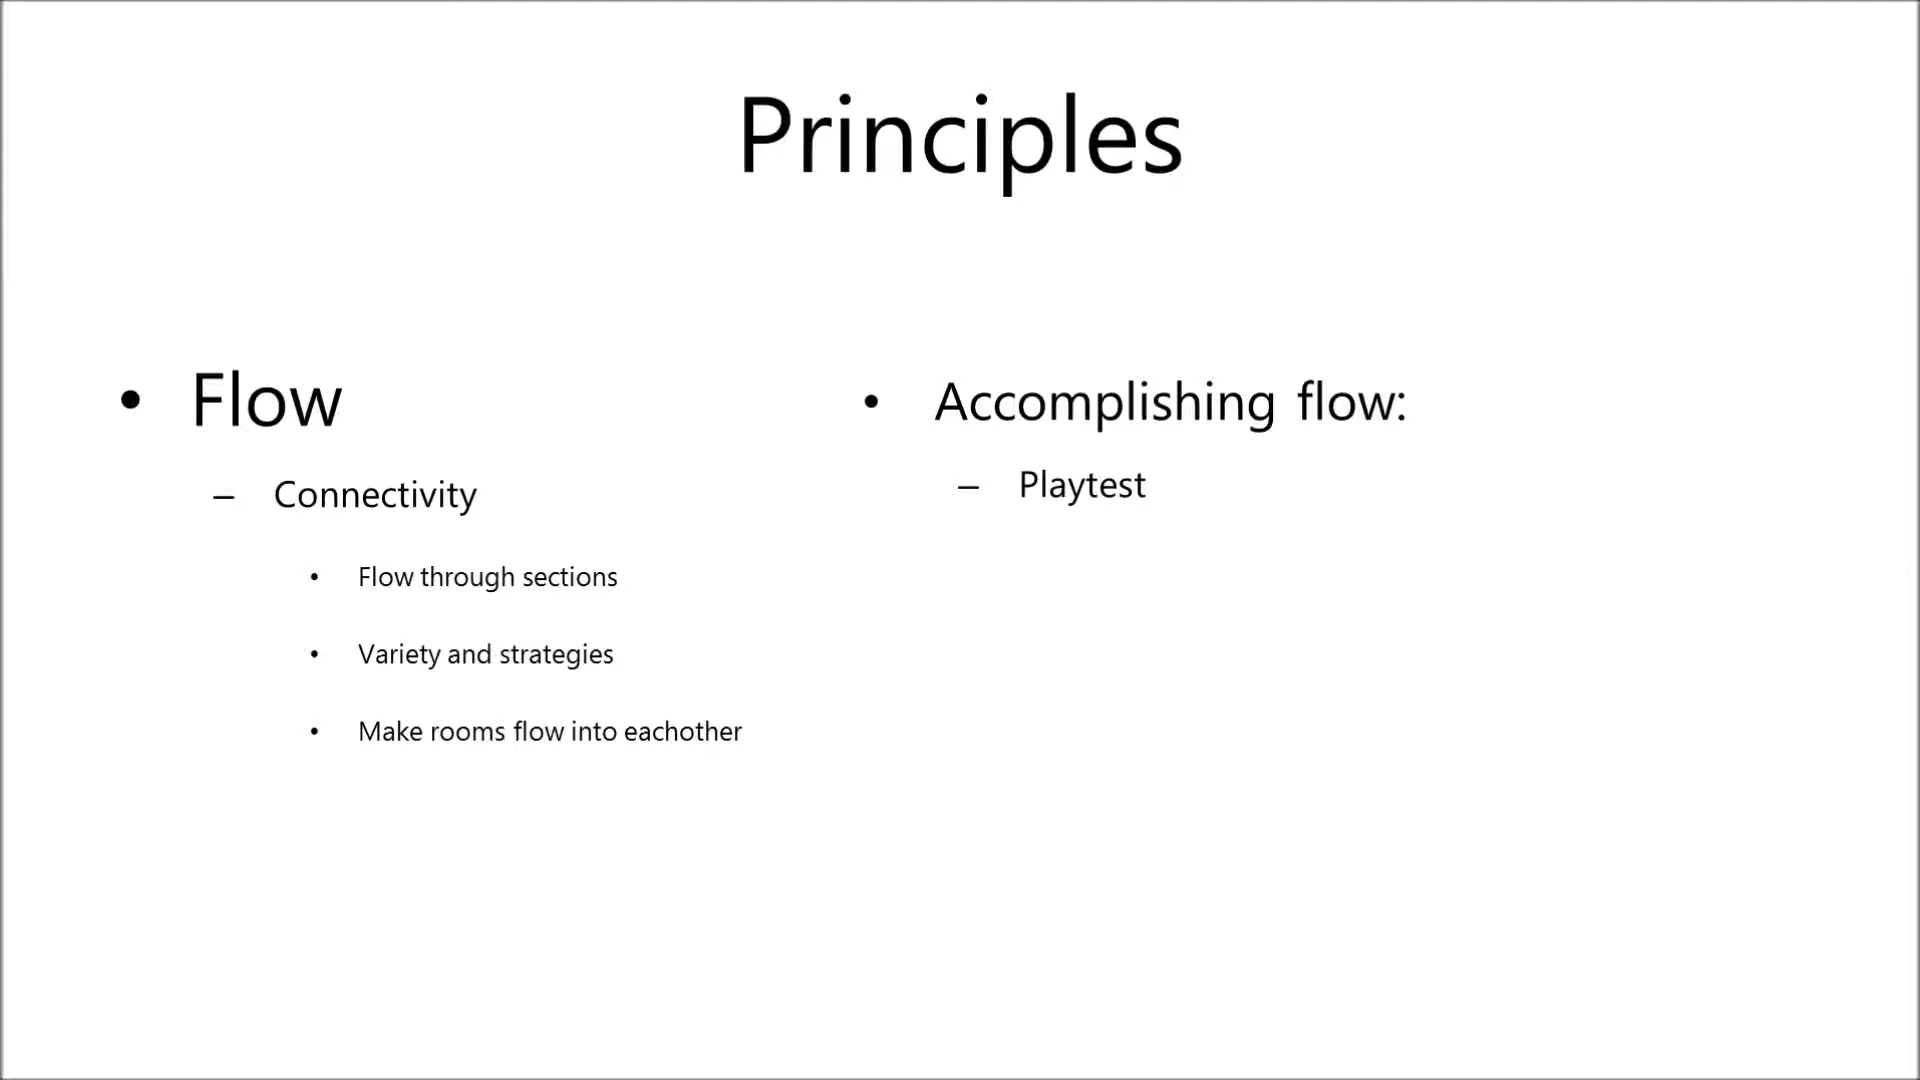 Principles
• Flow
– Connectivity
• Flow through sections
• Variety and strategies
• Make rooms flow into eachother
• Accomplishing flow:
– Playtest